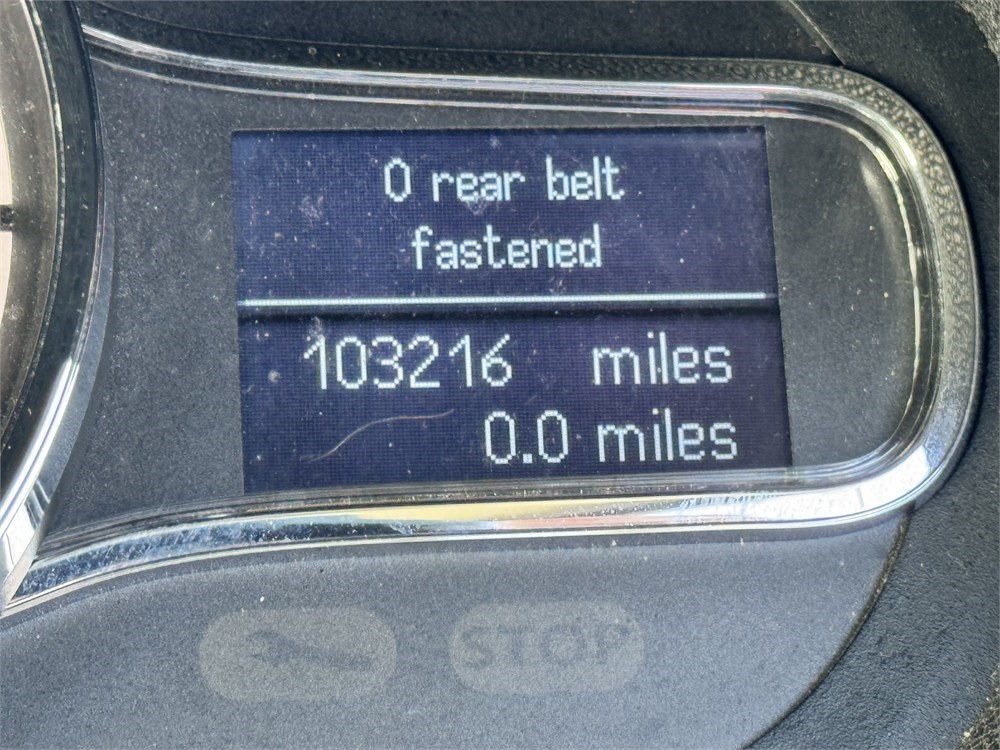 0 rear belt
fastened
103216 miles
0.0 miles
STOP